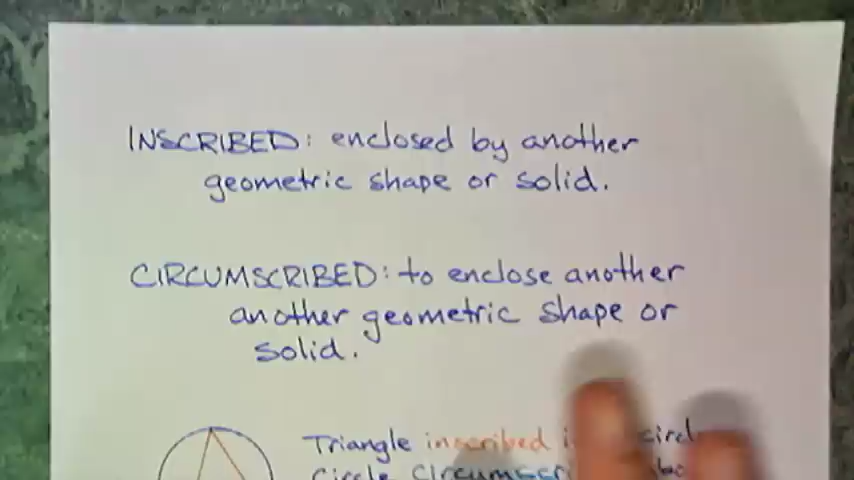 INSCRIBED: enclosed by another
geometric shape or solid.
CIRCUMSCRIBED: to enclose another
another geometric shape or
solid.
Triangle inscribed
Circle